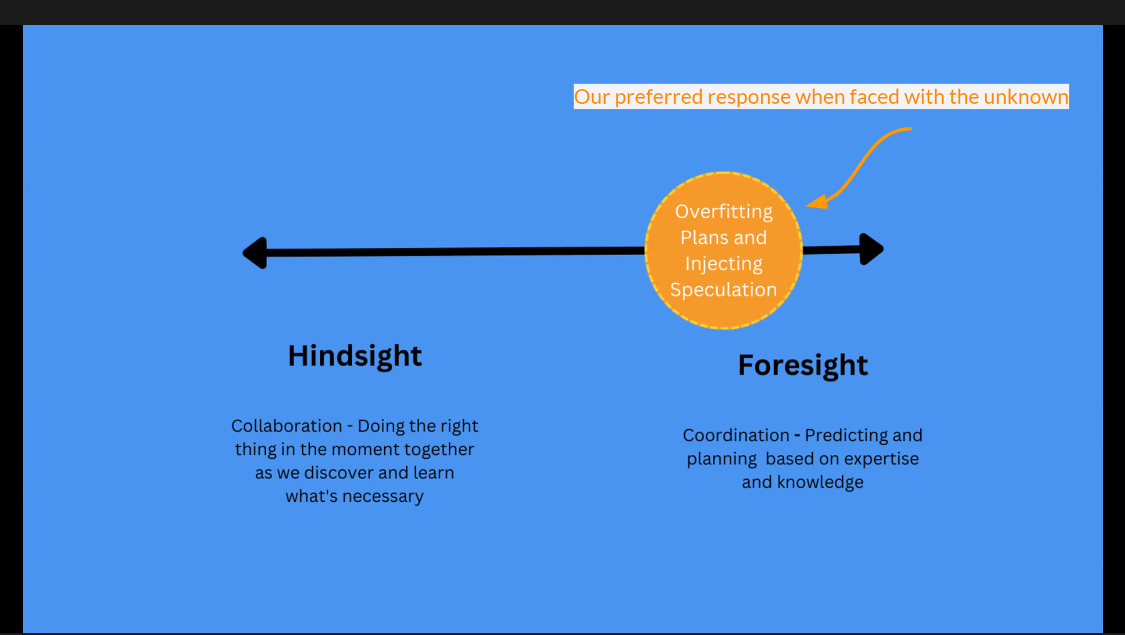 Our preferred response when faced with the unknown
Overfitting
Plans and
Injecting
Speculation
Hindsight
Collaboration - Doing the right
thing in the moment together
as we discover and learn
what's necessary
Foresight
Coordination - Predicting and
planning based on expertise
and knowledge